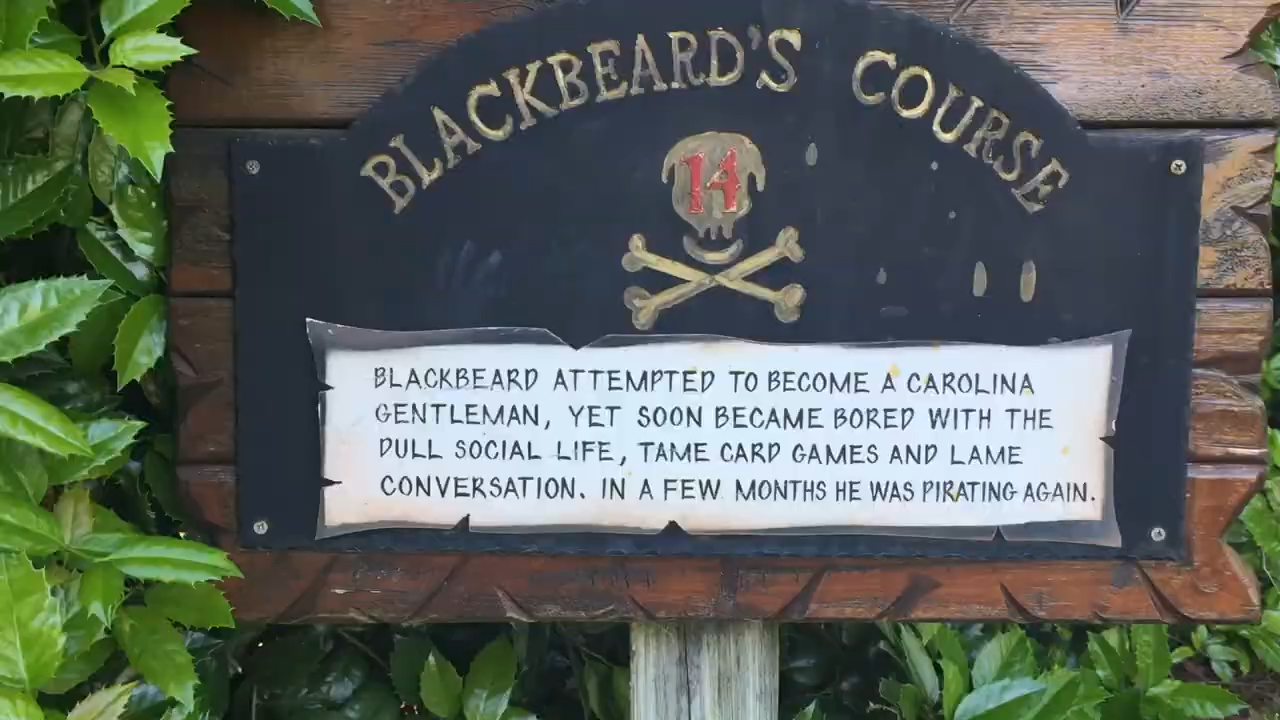 BLACKBEARD'S COURSE
14
BLACKBEARD ATTEMPTED TO BECOME A CAROLINA
GENTLEMAN, YET SOON BECAME BORED WITH THE
DULL SOCIAL LIFE, TAME CARD GAMES AND LAME
CONVERSATION. IN A FEW MONTHS HE WAS PIRATING AGAIN.